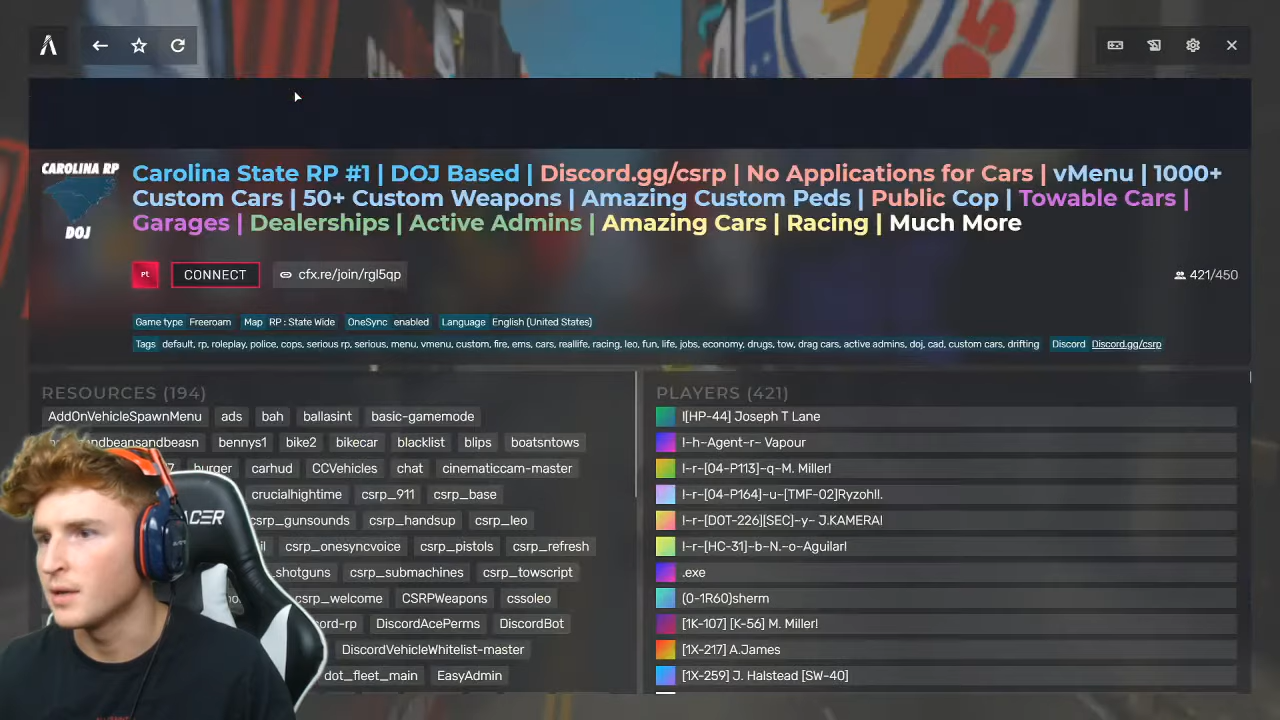 CAROLINA RP
DOJ
Carolina State RP #1 | DOJ Based | Discord.gg/csrp | No Applications for Cars | vMenu | 1000+
Custom Cars | 50+ Custom Weapons | Amazing Custom Peds | Public Cop | Towable Cars |
Garages | Dealerships | Active Admins | Amazing Cars | Racing | Much More
Pt CONNECT cfx.re/join/rgl5qp 421/450
Game type Freeroam Map RP : State Wide OneSync enabled Language English (United States)
Tags default, rp, roleplay, police, cops, serious rp, serious, menu, vmenu, custom, fire, ems, cars, reallife, racing, leo, fun, life, jobs, economy, drugs, tow, drag cars, active admins, doj, cad, custom cars, drifting Discord Discord.gg/csrp
RESOURCES (194)
AddOnVehicleSpawnMenu ads bah ballasint basic-gamemode
bennys1 bike2 bikecar blacklist blips boatsntows
burger carhud CCVehicles chat cinematiccam-master
crucialhightime csrp_911 csrp_base
csrp_gunsounds csrp_handsup csrp_leo
csrp_onesyncvoice csrp_pistols csrp_refresh
csrp_submachines csrp_towscript
CSRPWeapons cssoleo
DiscordAcePerms DiscordBot
DiscordVehicleWhitelist-master
dot_fleet_main EasyAdmin
PLAYERS (421)
![HP-44] Joseph T Lane
!~h~Agent~r~ Vapour
!~r~[04-P113]~q~M. Miller!
!~r~[04-P164]~u~[TMF-02]Ryzoh!!.
!~r~[DOT-226][SEC]~y~ J.KAMERAI
!~r~[HC-31]~b~N.~o~Aguilar!
.exe
(0-1R60)sherm
[1K-107] [K-56] M. Miller!
[1X-217] A.James
[1X-259] J. Halstead [SW-40]